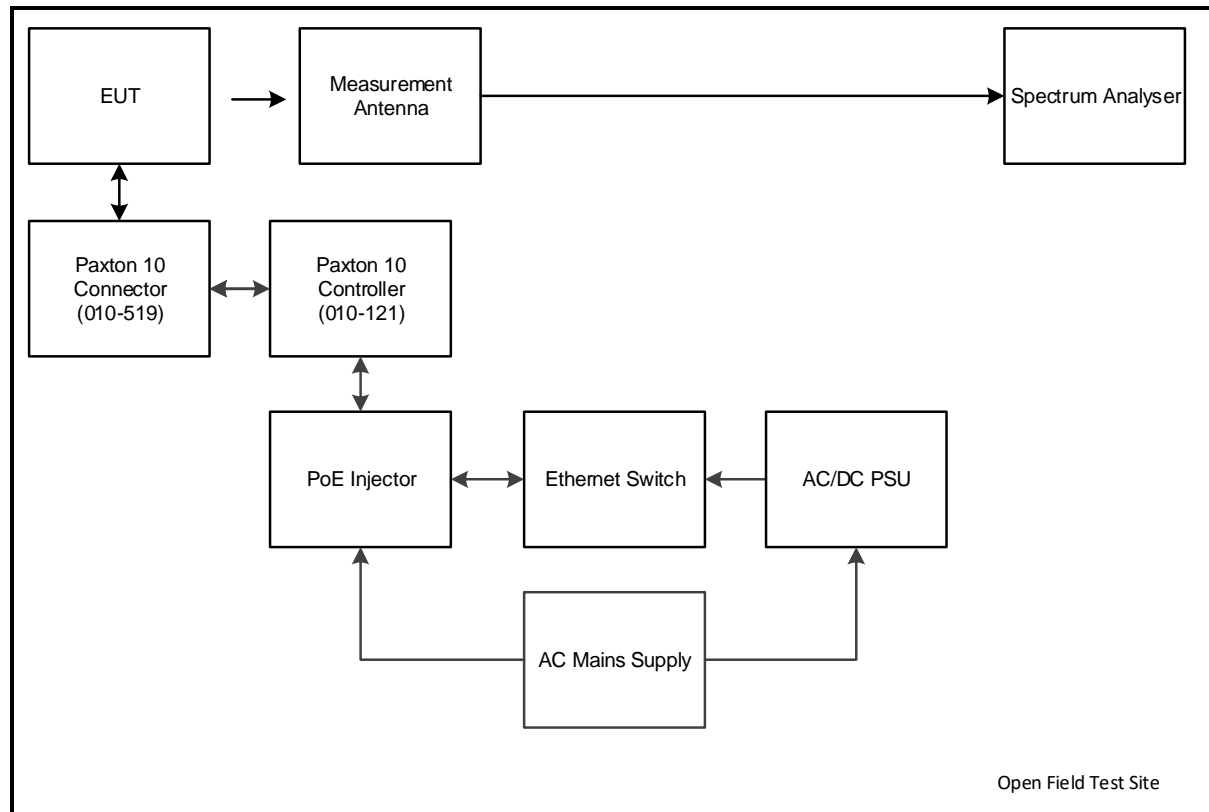 EUT
Measurement
Antenna
Spectrum Analyser
Paxton 10
Connector
(010-519)
Paxton 10
Controller
(010-121)
PoE Injector
Ethernet Switch
AC/DC PSU
AC Mains Supply
Open Field Test Site